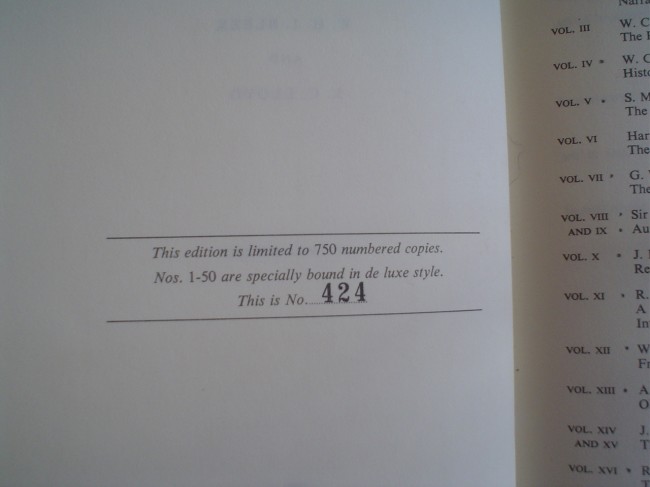 This edition is limited to 750 numbered copies.
Nos. 1-50 are specially bound in de luxe style.
This is No. 424
VOL. III W. C
The
VOL. IV * W. C
Histo
VOL. V * S. M
The
VOL. VI Har
The
VOL. VII * G.
The
VOL. VIII * Sir
AND IX * Au
VOL. X * J.
Re
VOL. XI * R.
A
In
VOL. XII * W
Fr
VOL. XIII * A
O
VOL. XIV J.
AND XV T
VOL. XVI * R